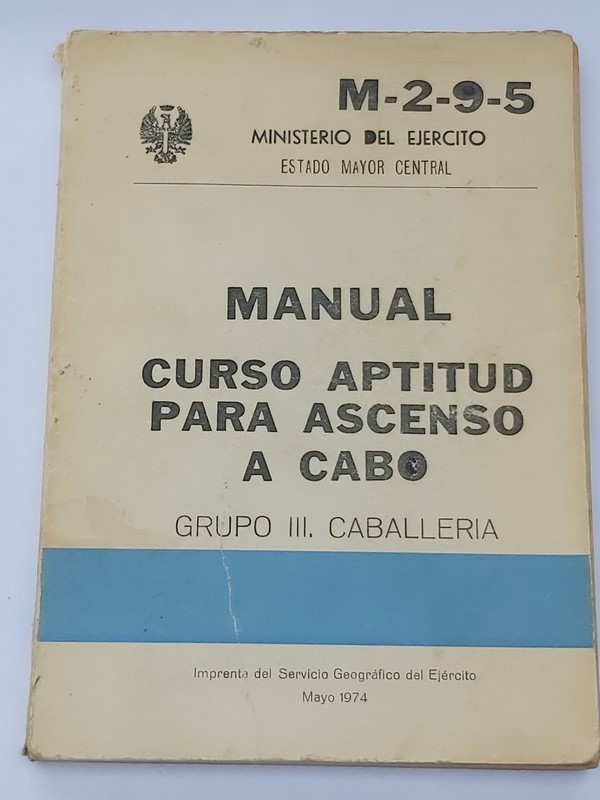 M-2-9-5
MINISTERIO DEL EJERCITO
ESTADO MAYOR CENTRAL
MANUAL
CURSO APTITUD
PARA ASCENSO
A CABO
GRUPO III. CABALLERIA
Imprenta del Servicio Geográfico del Ejército
Mayo 1974